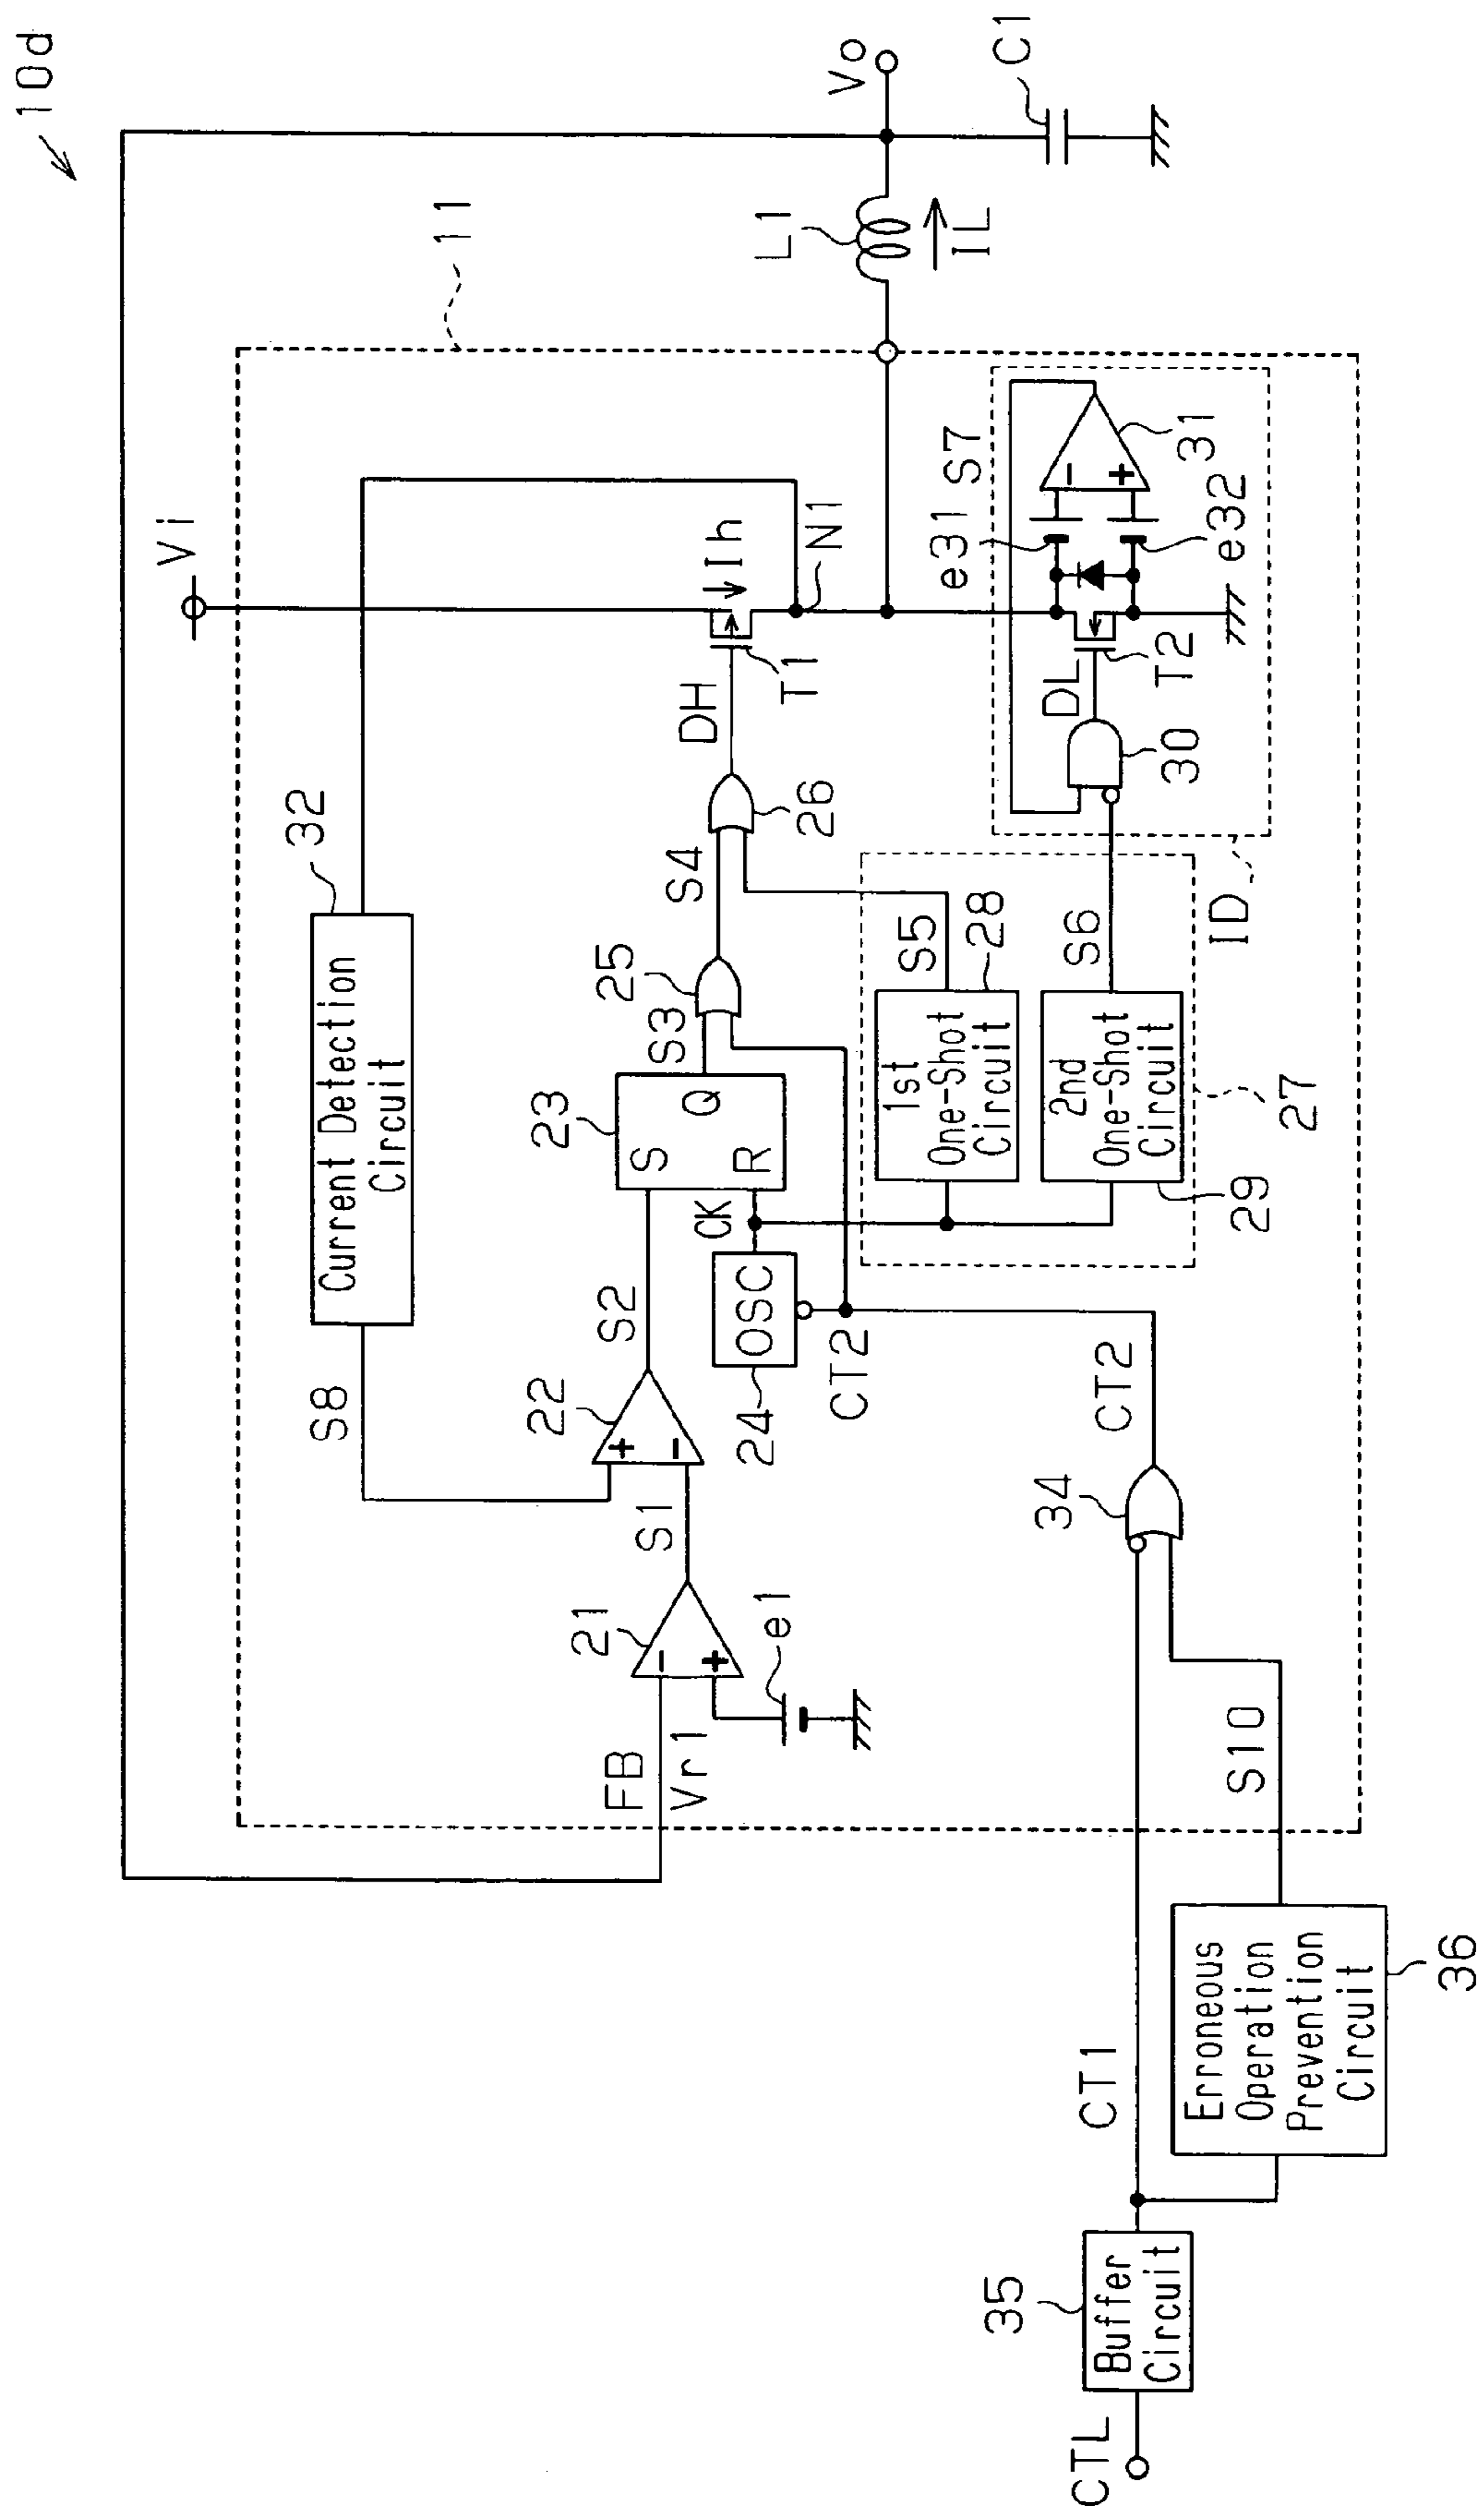 10d
11
Vi
Vo
C1
L1
IL
32
Current Detection
Circuit
S8
Ih
N1
T1
DH
26
S4
25
S3
23
S
Q
R
CK
S2
22
+
−
S1
21
−
+
e1
FB
Vr1
OSC
24
CT2
1st
One-Shot
Circuit
28
S5
2nd
One-Shot
Circuit
29
S6
27
ID
30
DL
T2
e31
S7
e32
31
−
+
CT2
34
S10
CT1
Erroneous
Operation
Prevention
Circuit
36
Buffer
Circuit
35
CTL